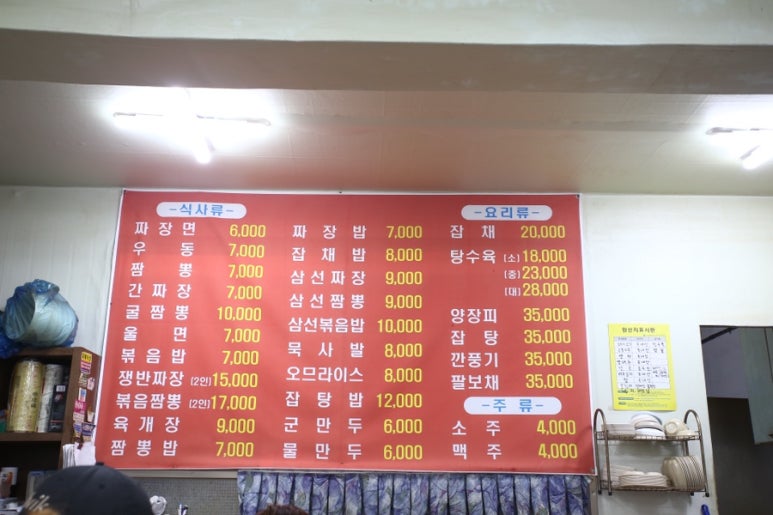 -식사류-
짜장면 6,000
우동 7,000
짬뽕 7,000
간짜장 7,000
굴짬뽕 10,000
울면 7,000
볶음밥 7,000
쟁반짜장 (2인) 15,000
볶음짬뽕 (2인) 17,000
육개장 9,000
짬뽕밥 7,000
짜장밥 7,000
잡채밥 8,000
삼선짜장 9,000
삼선짬뽕 9,000
삼선볶음밥 10,000
묵사발 8,000
오므라이스 8,000
잡탕밥 12,000
군만두 6,000
물만두 6,000
-요리류-
잡채 20,000
탕수육 (소) 18,000
(중) 23,000
(대) 28,000
양장피 35,000
잡탕 35,000
깐풍기 35,000
팔보채 35,000
-주류-
소주 4,000
맥주 4,000
원산지표시판